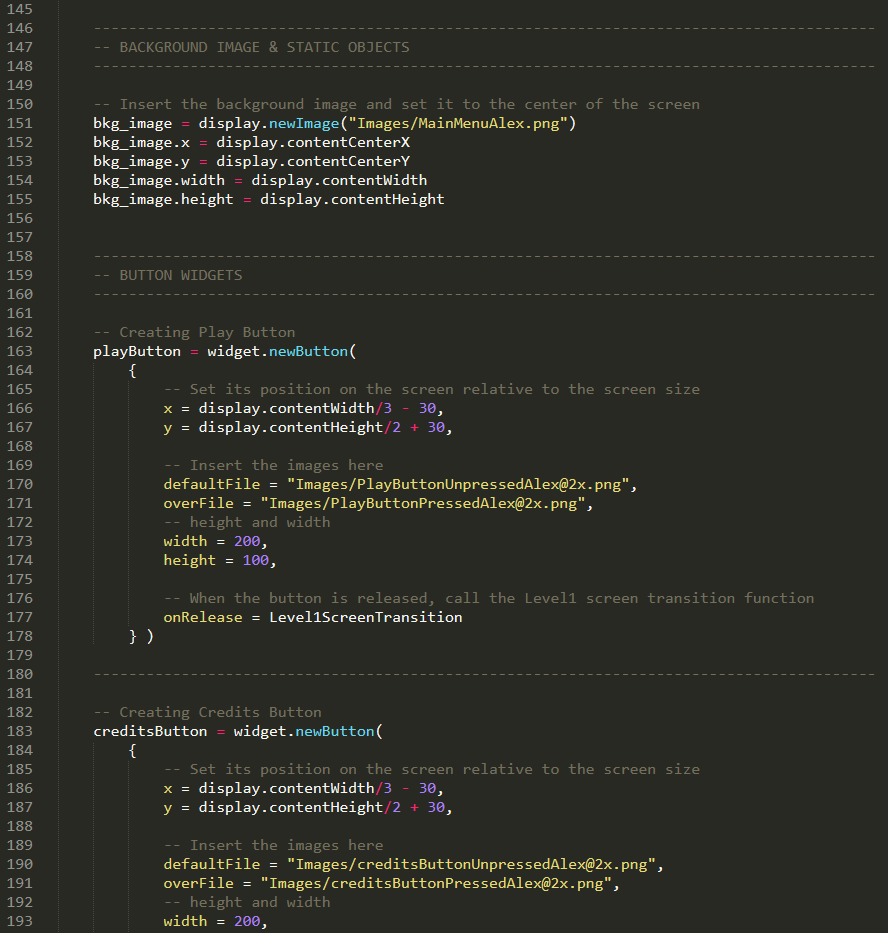 145
146 -----------------------------------------------------------------------------------------
147 -- BACKGROUND IMAGE & STATIC OBJECTS
148 -----------------------------------------------------------------------------------------
149
150 -- Insert the background image and set it to the center of the screen
151 bkg_image = display.newImage("Images/MainMenuAlex.png")
152 bkg_image.x = display.contentCenterX
153 bkg_image.y = display.contentCenterY
154 bkg_image.width = display.contentWidth
155 bkg_image.height = display.contentHeight
156
157
158 -----------------------------------------------------------------------------------------
159 -- BUTTON WIDGETS
160 -----------------------------------------------------------------------------------------
161
162 -- Creating Play Button
163 playButton = widget.newButton(
164 {
165 -- Set its position on the screen relative to the screen size
166 x = display.contentWidth/3 - 30,
167 y = display.contentHeight/2 + 30,
168
169 -- Insert the images here
170 defaultFile = "Images/PlayButtonUnpressedAlex@2x.png",
171 overFile = "Images/PlayButtonPressedAlex@2x.png",
172 -- height and width
173 width = 200,
174 height = 100,
175
176 -- When the button is released, call the Level1 screen transition function
177 onRelease = Level1ScreenTransition
178 } )
179
180 -----------------------------------------------------------------------------------------
181
182 -- Creating Credits Button
183 creditsButton = widget.newButton(
184 {
185 -- Set its position on the screen relative to the screen size
186 x = display.contentWidth/3 - 30,
187 y = display.contentHeight/2 + 30,
188
189 -- Insert the images here
190 defaultFile = "Images/creditsButtonUnpressedAlex@2x.png",
191 overFile = "Images/creditsButtonPressedAlex@2x.png",
192 -- height and width
193 width = 200,